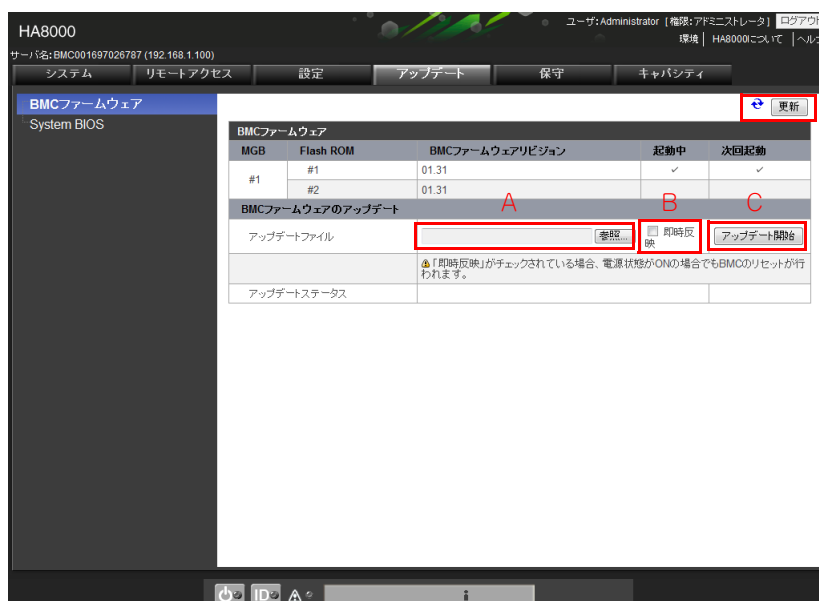 HA8000
ユーザ:Administrator [権限:アドミニストレータ] ログアウト
環境 HA8000について ヘル
サーバ名:BMC001697026787 (192.168.1.100)
システム リモートアクセス 設定 アップデート 保守 キャパシティ
BMCファームウェア
System BIOS
更新
BMCファームウェア
MGB Flash ROM BMCファームウェアリビジョン 起動中 次回起動
#1 #1 01.31 ✓ ✓
#2 01.31
BMCファームウェアのアップデート
A B C
アップデートファイル 参照... 即時反映 アップデート開始
⚠「即時反映」がチェックされている場合、電源状態がONの場合でもBMCのリセットが行
われます。
アップデートステータス
ID
i